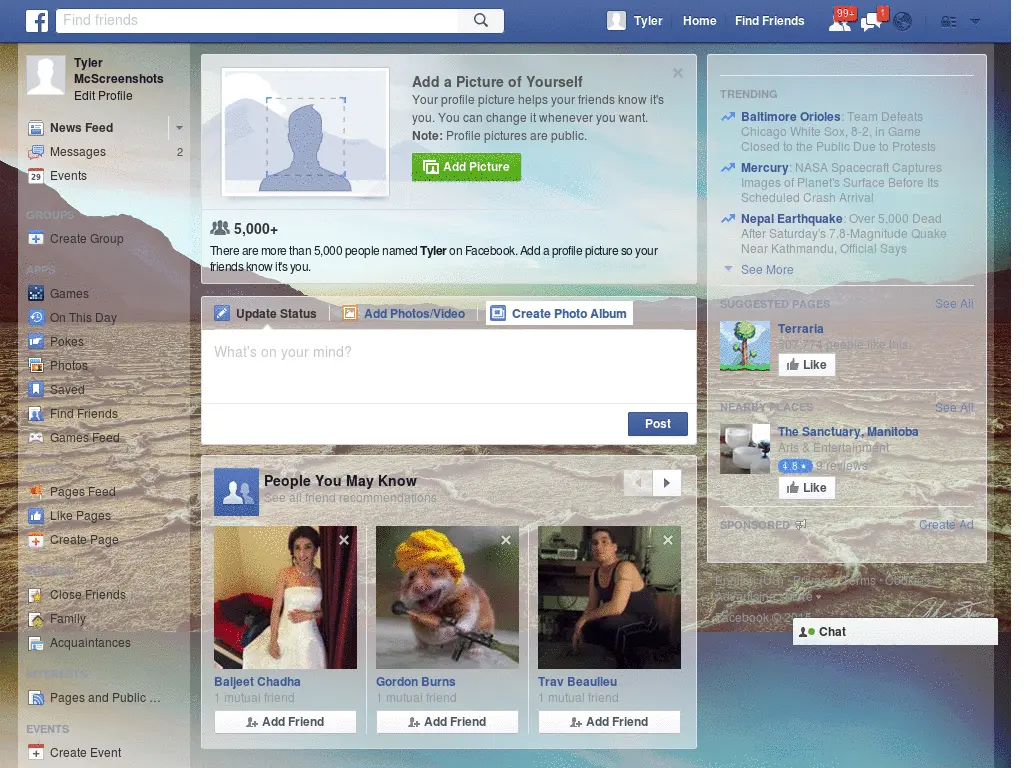 Find friends
Tyler
Home
Find Friends
99+
1
Tyler
McScreenshots
Edit Profile
News Feed
Messages
2
29
Events
GROUPS
Create Group
APPS
Games
On This Day
Pokes
Photos
Saved
Find Friends
Games Feed
Pages Feed
Like Pages
Create Page
Close Friends
Family
Acquaintances
INTERESTS
Pages and Public ...
EVENTS
Create Event
Add a Picture of Yourself
Your profile picture helps your friends know it's
you. You can change it whenever you want.
Note: Profile pictures are public.
Add Picture
5,000+
There are more than 5,000 people named Tyler on Facebook. Add a profile picture so your
friends know it's you.
Update Status
Add Photos/Video
Create Photo Album
What's on your mind?
Post
People You May Know
See all friend recommendations
Baljeet Chadha
1 mutual friend
Add Friend
Gordon Burns
1 mutual friend
Add Friend
Trav Beaulieu
1 mutual friend
Add Friend
TRENDING
Baltimore Orioles: Team Defeats
Chicago White Sox, 8-2, in Game
Closed to the Public Due to Protests
Mercury: NASA Spacecraft Captures
Images of Planet's Surface Before Its
Scheduled Crash Arrival
Nepal Earthquake: Over 5,000 Dead
After Saturday's 7.8-Magnitude Quake
Near Kathmandu, Official Says
See More
SUGGESTED PAGES
See All
Terraria
people like this
Like
NEARBY PLACES
See All
The Sanctuary, Manitoba
Arts & Entertainment
4.8 ★
9 reviews
Like
SPONSORED
Create Ad
English (US) · Privacy · Terms · Cookies ·
Facebook © 2015
Chat